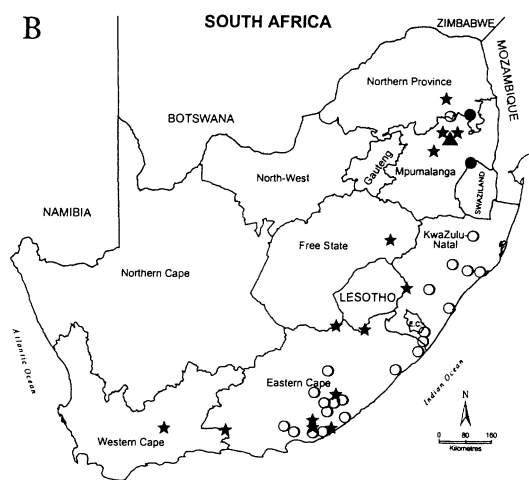 B
SOUTH AFRICA
ZIMBABWE
MOZAMBIQUE
Northern Province
BOTSWANA
North-West
Gauteng
Mpumalanga
SWAZILAND
NAMIBIA
Free State
KwaZulu-
Natal
Northern Cape
LESOTHO
E.C.
Atlantic Ocean
Eastern Cape
Indian Ocean
Western Cape
N
0 80 160
Kilometres